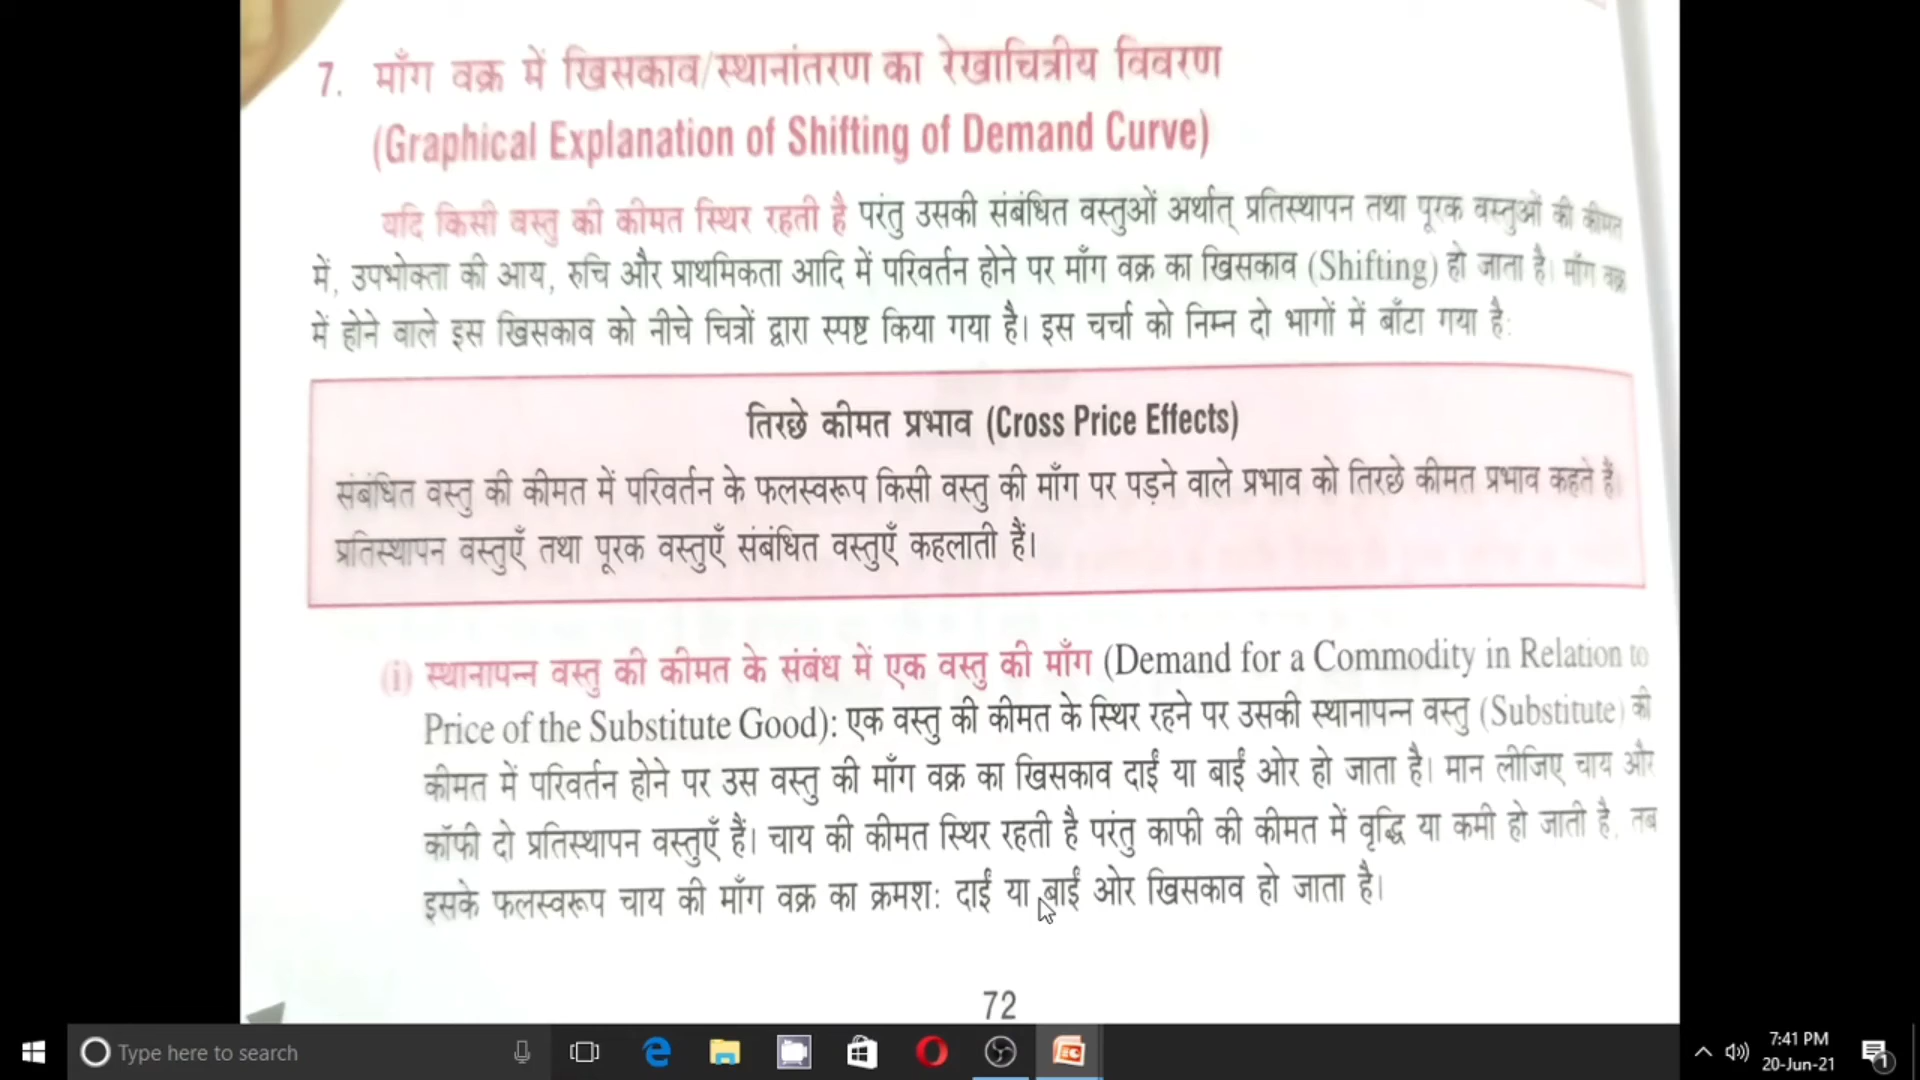 7. माँग वक्र में खिसकाव/स्थानांतरण का रेखाचित्रीय विवरण
(Graphical Explanation of Shifting of Demand Curve)
यदि किसी वस्तु की कीमत स्थिर रहती है परंतु उसकी संबंधित वस्तुओं अर्थात् प्रतिस्थापन तथा पूरक वस्तुओं की कीमत
में, उपभोक्ता की आय, रुचि और प्राथमिकता आदि में परिवर्तन होने पर माँग वक्र का खिसकाव (Shifting) हो जाता है। माँग वक्र
में होने वाले इस खिसकाव को नीचे चित्रों द्वारा स्पष्ट किया गया है। इस चर्चा को निम्न दो भागों में बाँटा गया है:
तिरछे कीमत प्रभाव (Cross Price Effects)
संबंधित वस्तु की कीमत में परिवर्तन के फलस्वरूप किसी वस्तु की माँग पर पड़ने वाले प्रभाव को तिरछे कीमत प्रभाव कहते हैं।
प्रतिस्थापन वस्तुएँ तथा पूरक वस्तुएँ संबंधित वस्तुएँ कहलाती हैं।
(i) स्थानापन्न वस्तु की कीमत के संबंध में एक वस्तु की माँग (Demand for a Commodity in Relation to
Price of the Substitute Good): एक वस्तु की कीमत के स्थिर रहने पर उसकी स्थानापन्न वस्तु (Substitute) की
कीमत में परिवर्तन होने पर उस वस्तु की माँग वक्र का खिसकाव दाईं या बाईं ओर हो जाता है। मान लीजिए चाय और
कॉफी दो प्रतिस्थापन वस्तुएँ हैं। चाय की कीमत स्थिर रहती है परंतु काफी की कीमत में वृद्धि या कमी हो जाती है, तब
इसके फलस्वरूप चाय की माँग वक्र का क्रमशः दाईं या बाईं ओर खिसकाव हो जाता है।
72
Type here to search
7:41 PM
20-Jun-21
1